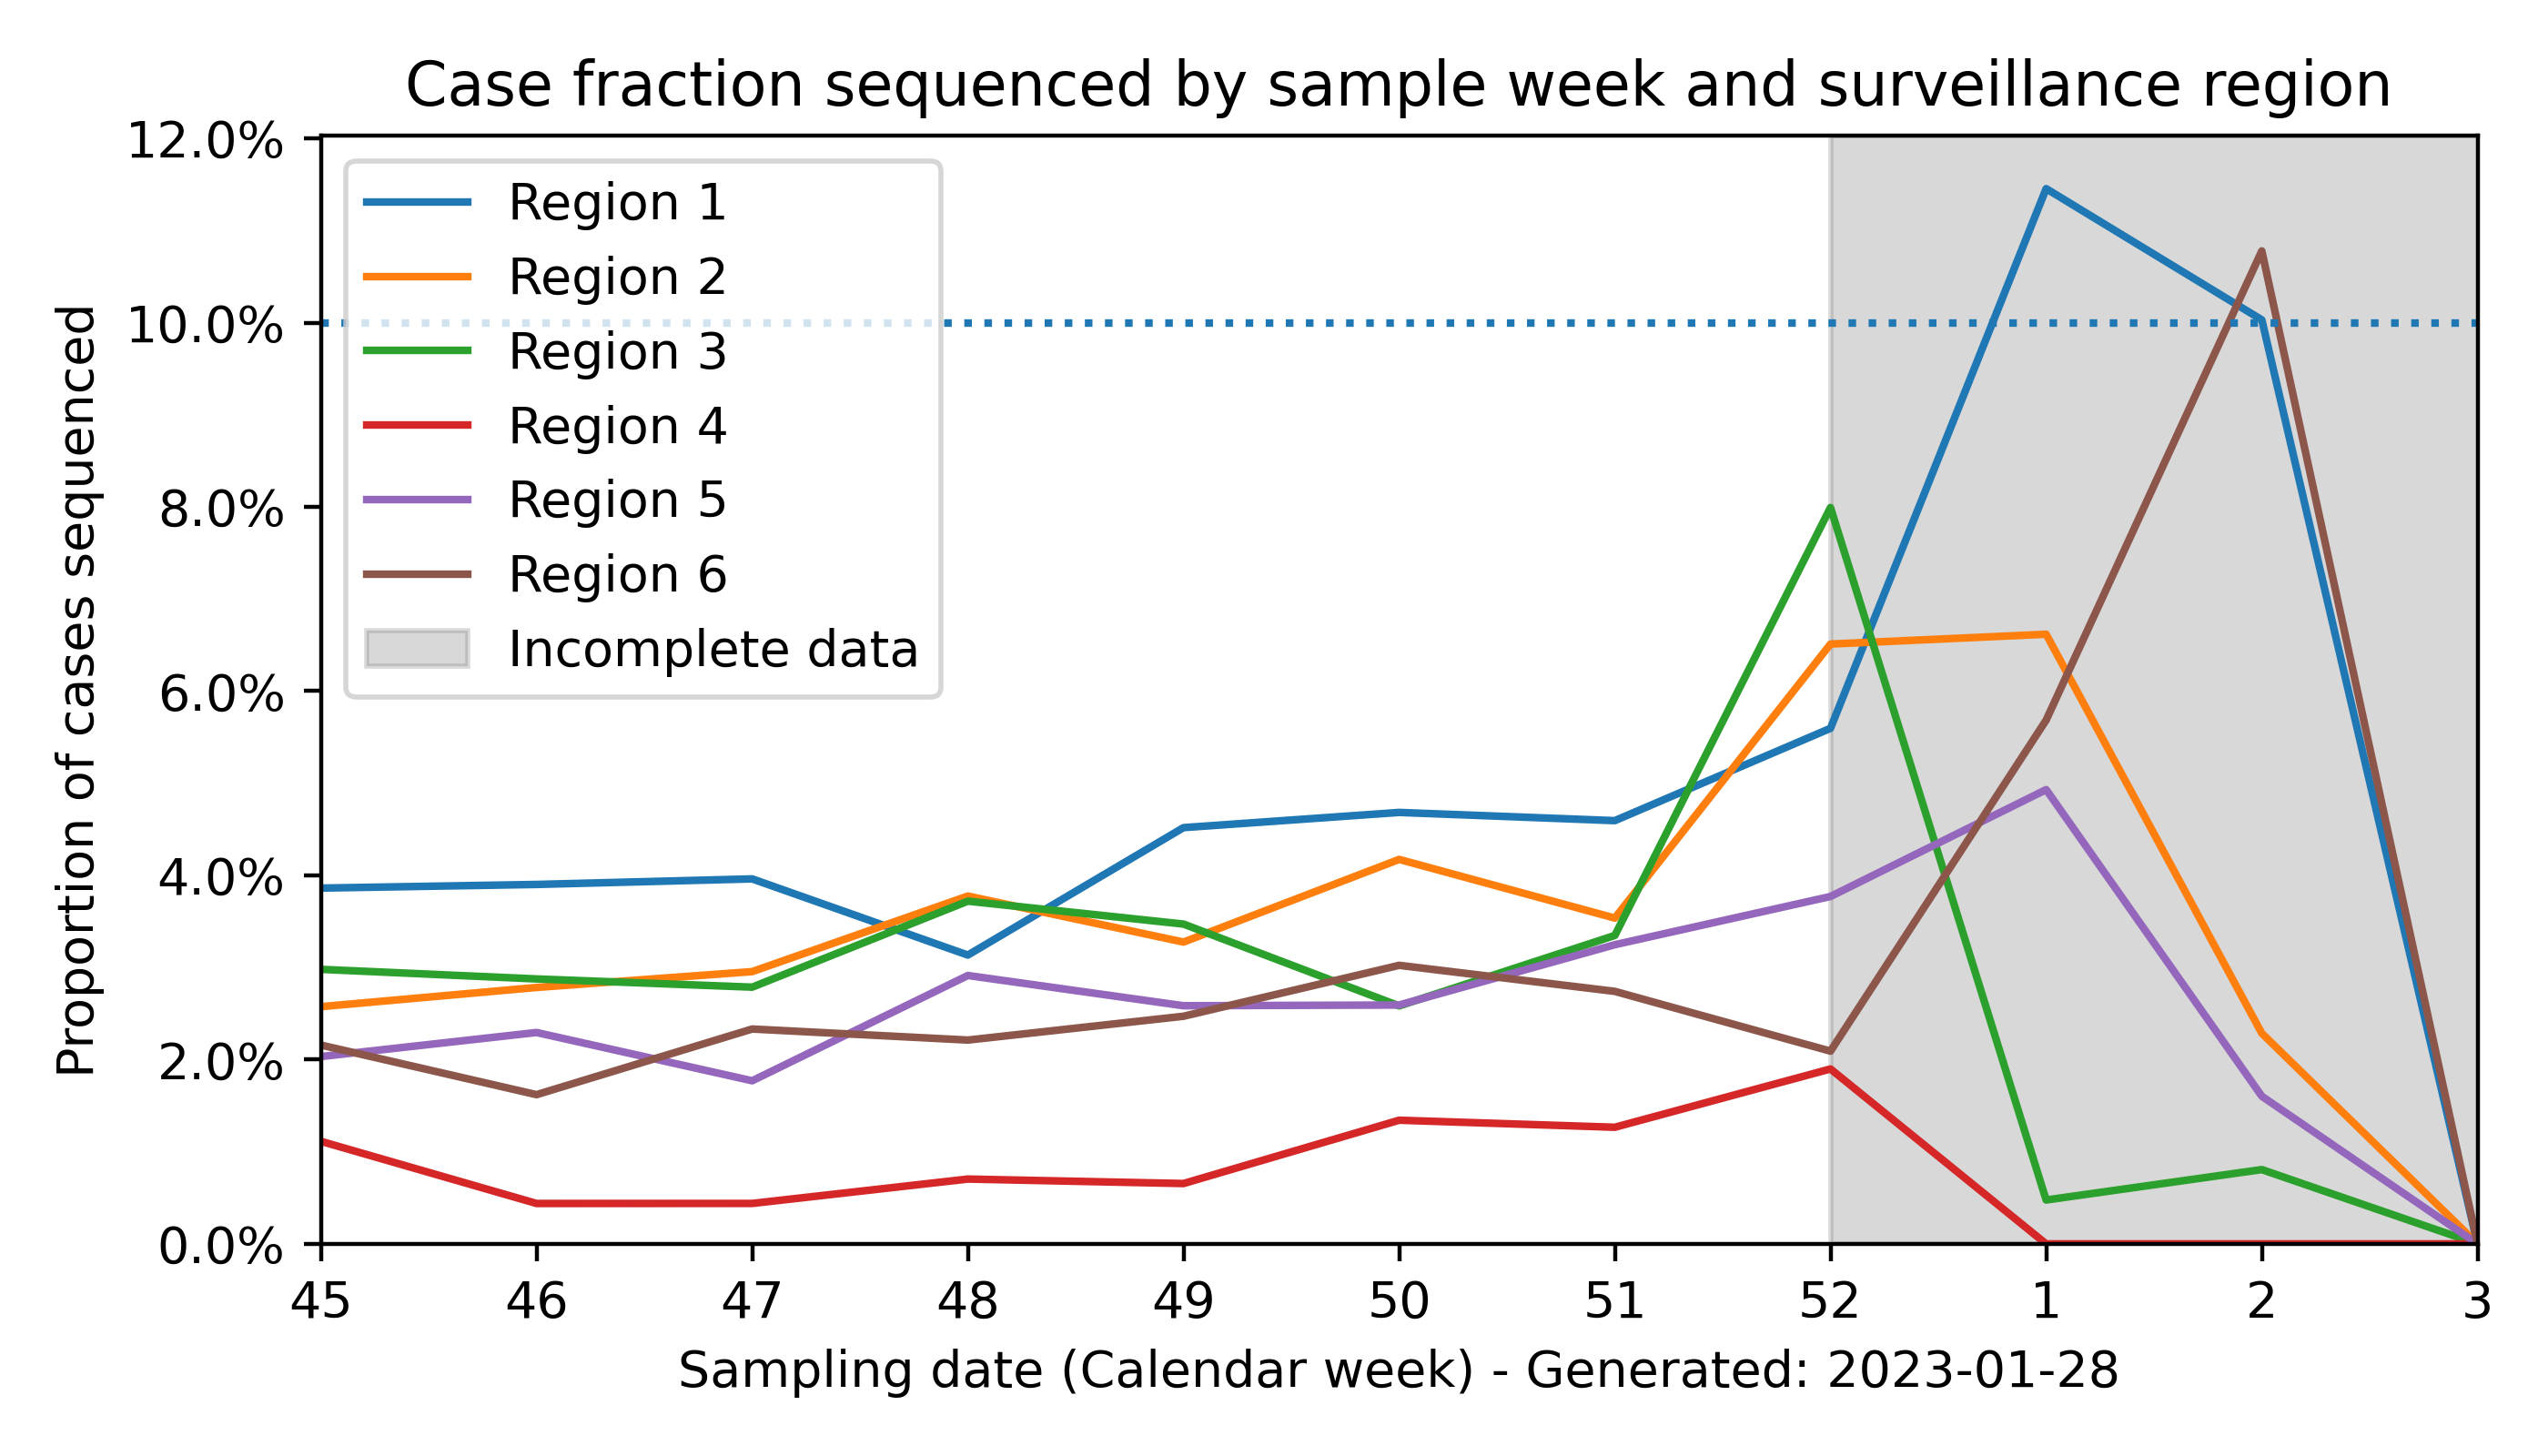 Case fraction sequenced by sample week and surveillance region
12.0%
10.0%
8.0%
6.0%
4.0%
2.0%
0.0%
Proportion of cases sequenced
Region 1
Region 2
Region 3
Region 4
Region 5
Region 6
Incomplete data
45 46 47 48 49 50 51 52 1 2 3
Sampling date (Calendar week) - Generated: 2023-01-28